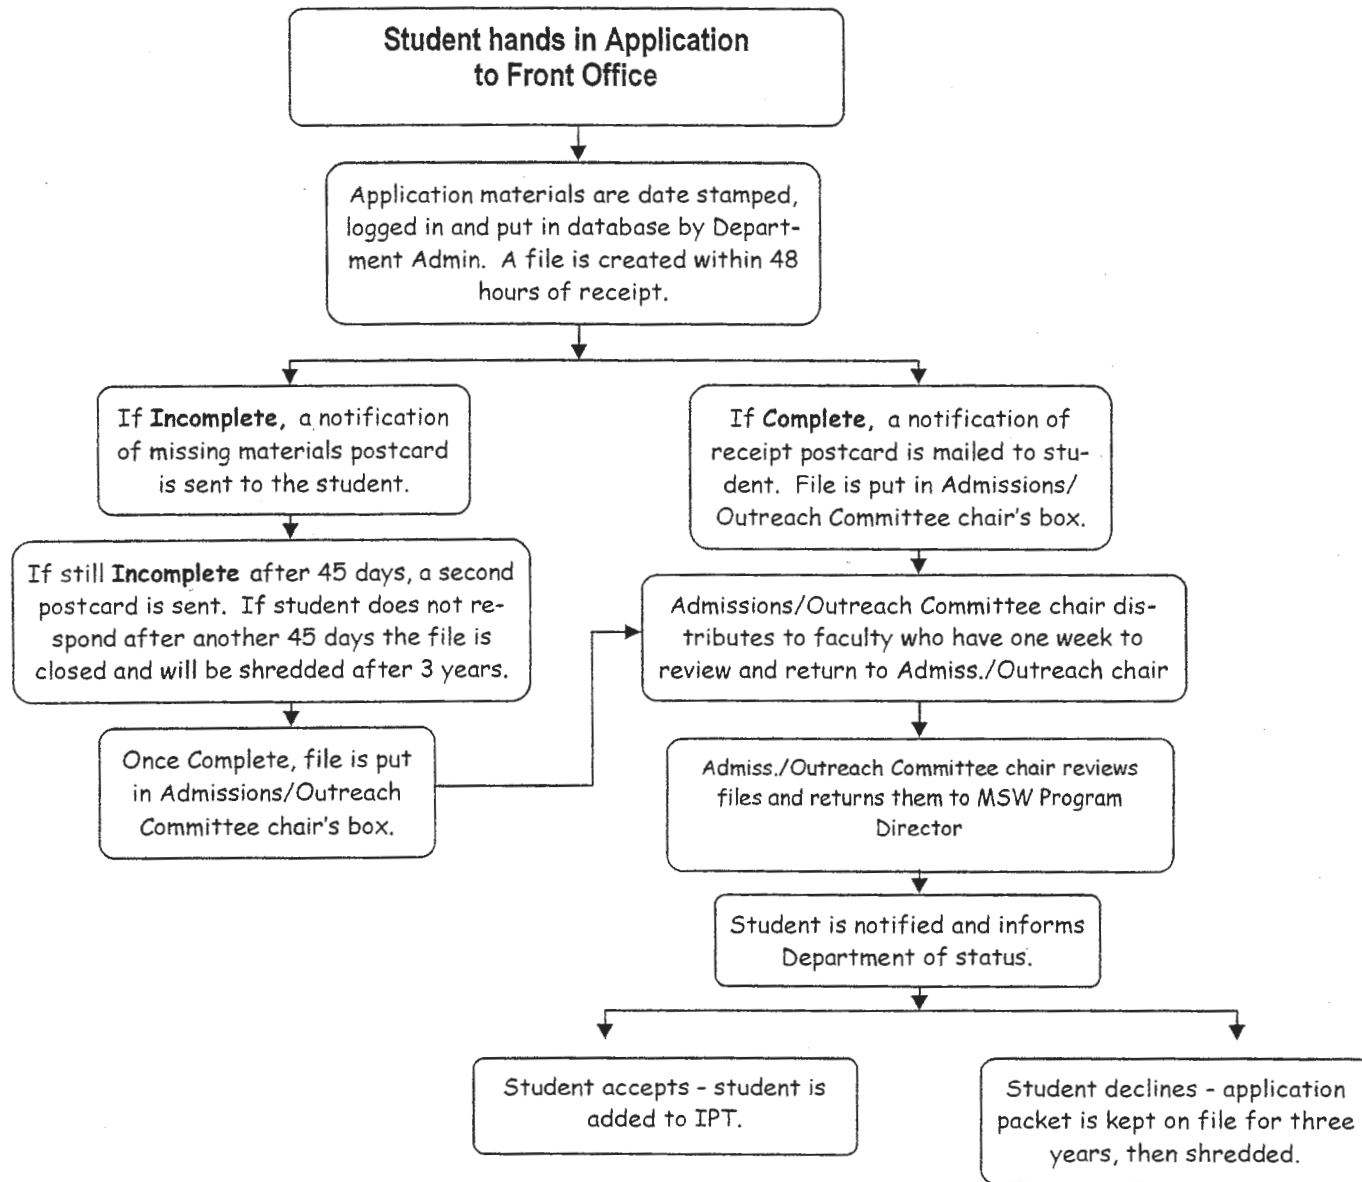 Student hands in Application
to Front Office
Application materials are date stamped,
logged in and put in database by Depart-
ment Admin. A file is created within 48
hours of receipt.
If Incomplete, a notification
of missing materials postcard
is sent to the student.
If Complete, a notification of
receipt postcard is mailed to stu-
dent. File is put in Admissions/
Outreach Committee chair's box.
If still Incomplete after 45 days, a second
postcard is sent. If student does not re-
spond after another 45 days the file is
closed and will be shredded after 3 years.
Admissions/Outreach Committee chair dis-
tributes to faculty who have one week to
review and return to Admiss./Outreach chair
Once Complete, file is put
in Admissions/Outreach
Committee chair's box.
Admiss./Outreach Committee chair reviews
files and returns them to MSW Program
Director
Student is notified and informs
Department of status.
Student accepts - student is
added to IPT.
Student declines - application
packet is kept on file for three
years, then shredded.